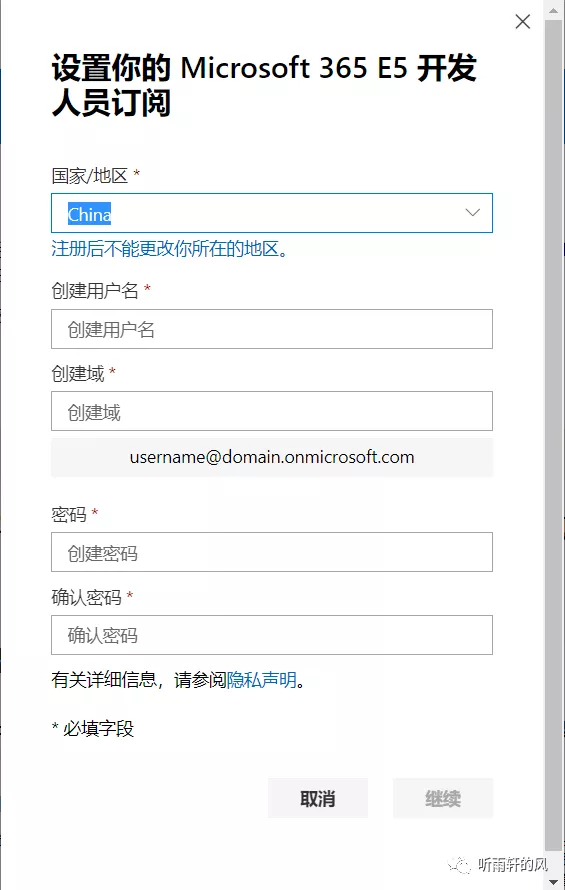 设置你的 Microsoft 365 E5 开发
人员订阅
国家/地区 *
China
注册后不能更改你所在的地区。
创建用户名 *
创建用户名
创建域 *
创建域
username@domain.onmicrosoft.com
密码 *
创建密码
确认密码 *
确认密码
有关详细信息，请参阅隐私声明。
* 必填字段
取消
继续
听雨轩的风